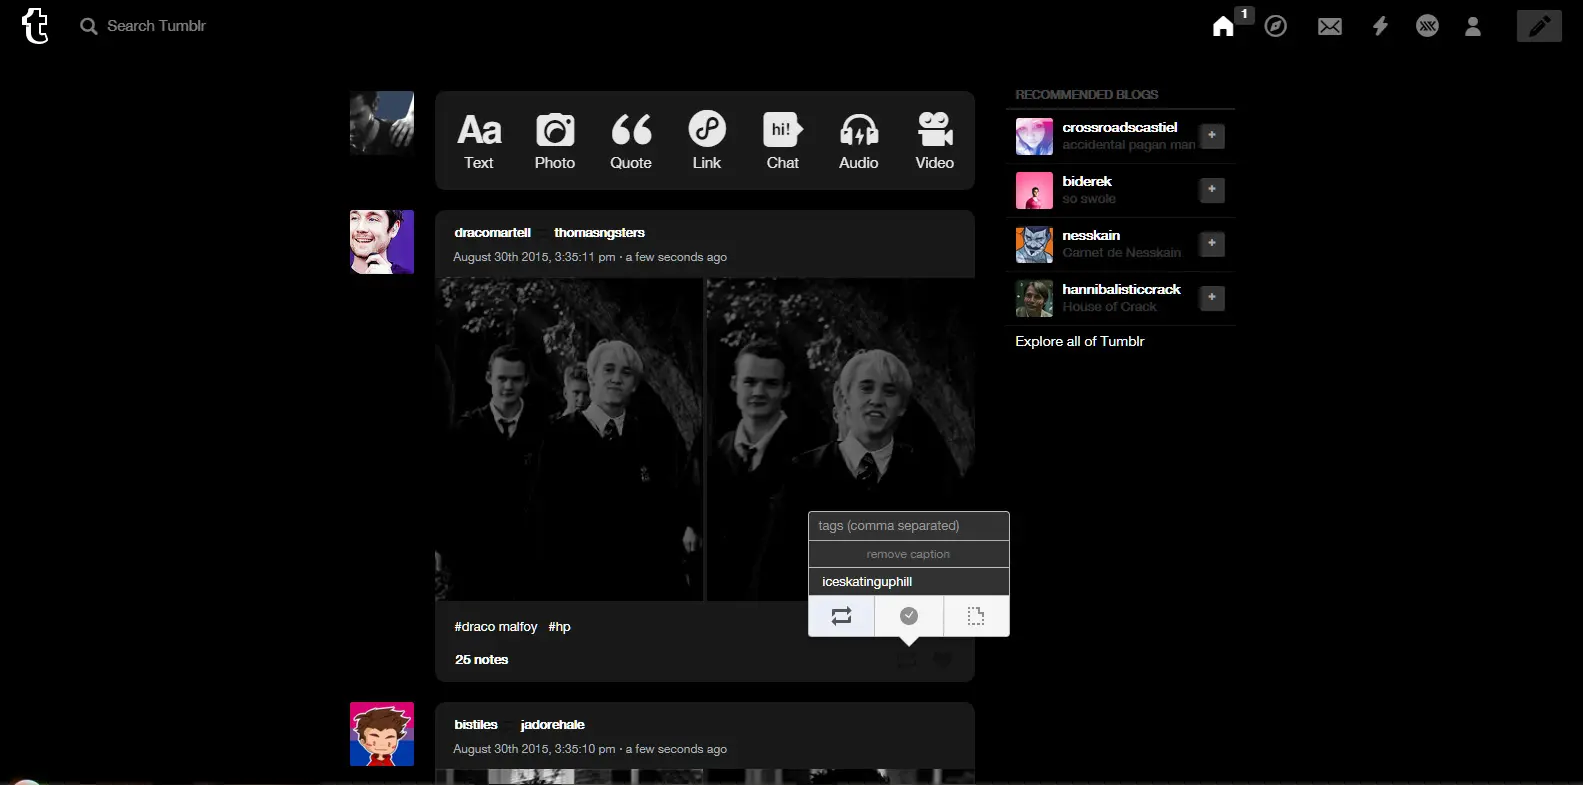 t Search Tumblr 1
Aa hi!
Text Photo Quote Link Chat Audio Video
dracomartell thomasngsters
August 30th 2015, 3:35:11 pm · a few seconds ago
tags (comma separated)
remove caption
iceskatinguphill
#draco malfoy #hp
25 notes
bistiles jadorehale
August 30th 2015, 3:35:10 pm · a few seconds ago
RECOMMENDED BLOGS
crossroadscastiel
accidental pagan man
+
biderek
so swole
+
nesskain
Carnet de Nesskain
+
hannibalisticcrack
House of Crack
+
Explore all of Tumblr